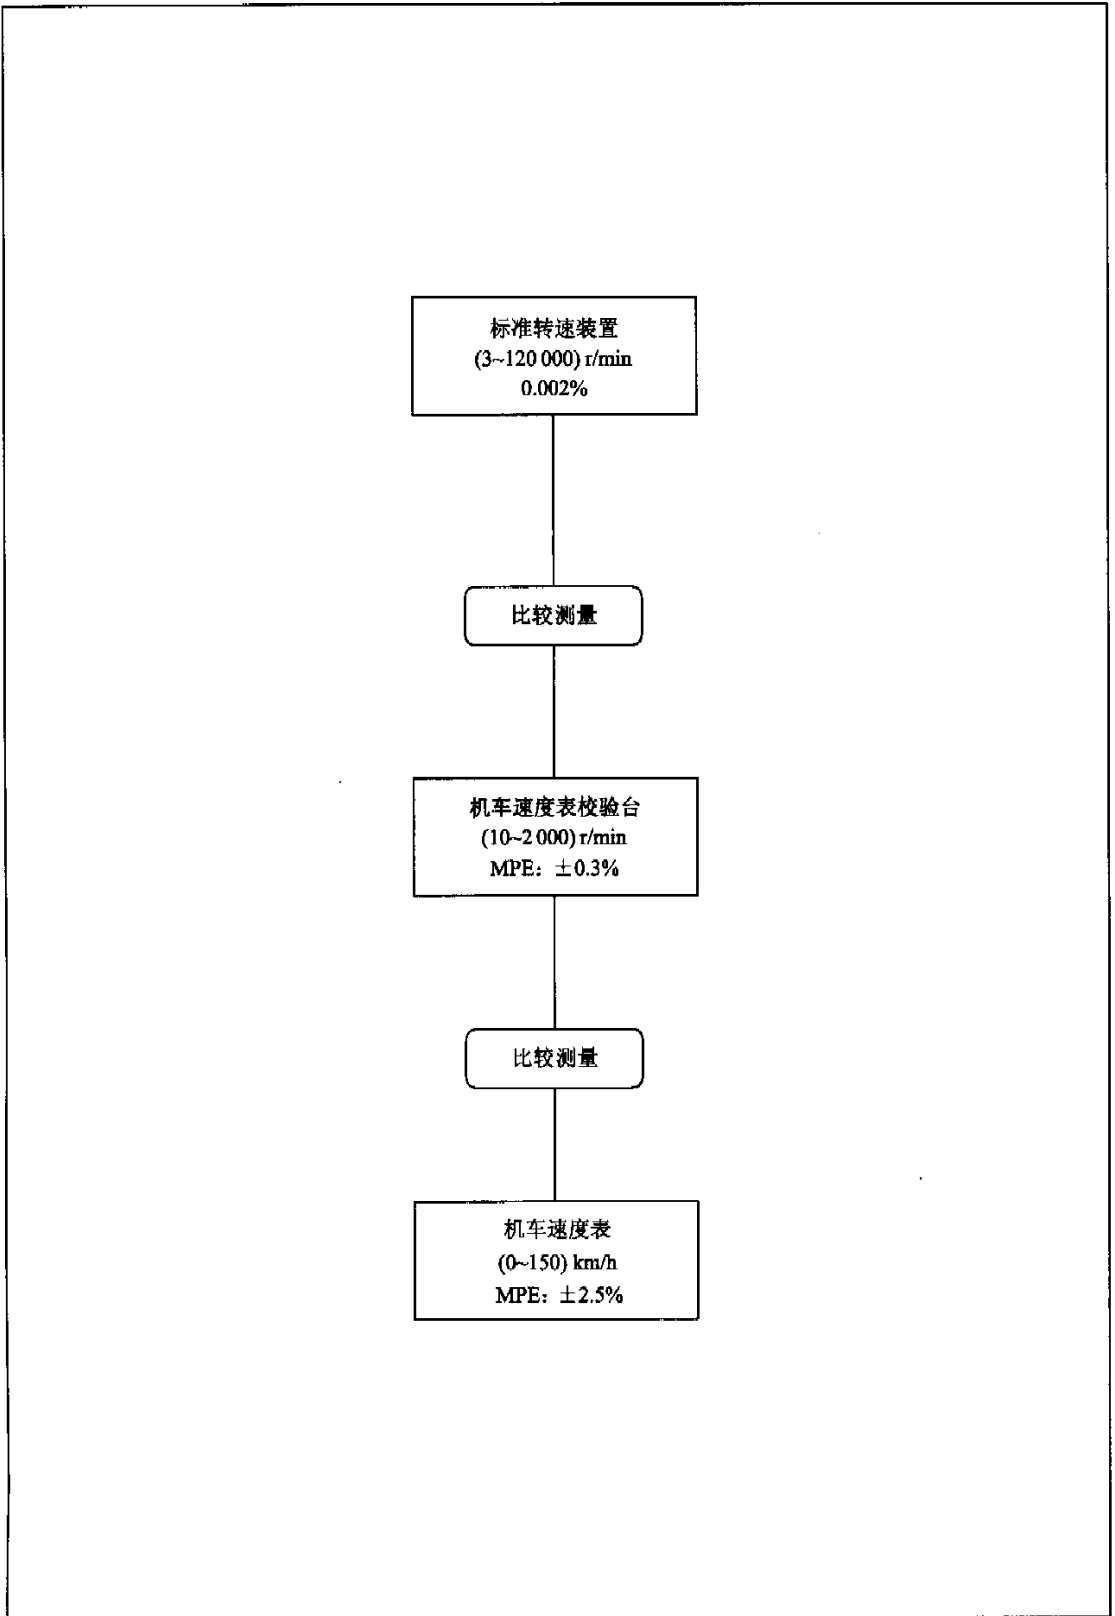 标准转速装置
(3~120 000) r/min
0.002%
比较测量
机车速度表校验台
(10~2 000) r/min
MPE：±0.3%
比较测量
机车速度表
(0~150) km/h
MPE：±2.5%